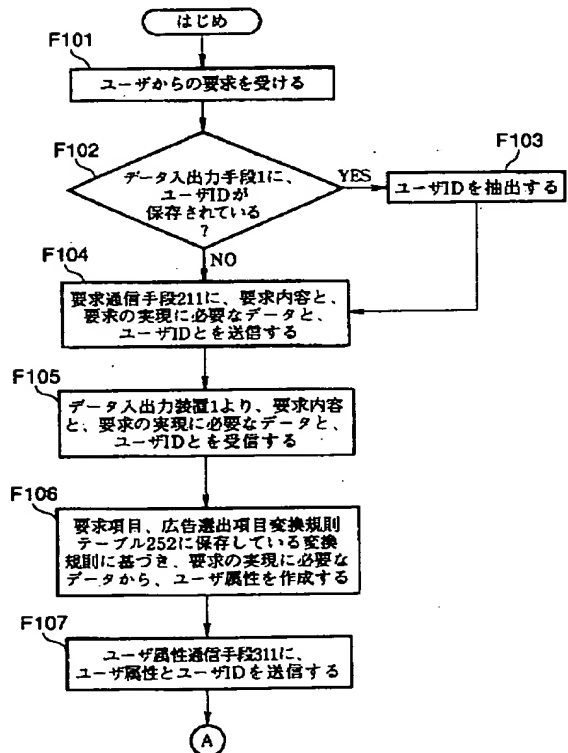 はじめ
F101
ユーザからの要求を受ける
F102
データ入出力手段1に、
ユーザIDが
保存されている
?
YES
F103
ユーザIDを抽出する
NO
F104
要求通信手段211に、要求内容と、
要求の実現に必要なデータと、
ユーザIDとを送信する
F105
データ入出力装置1より、要求内容
と、要求の実現に必要なデータと、
ユーザIDとを受信する
F106
要求項目、広告選出項目変換規則
テーブル252に保存している変換
規則に基づき、要求の実現に必要な
データから、ユーザ属性を作成する
F107
ユーザ属性通信手段311に、
ユーザ属性とユーザIDを送信する
A